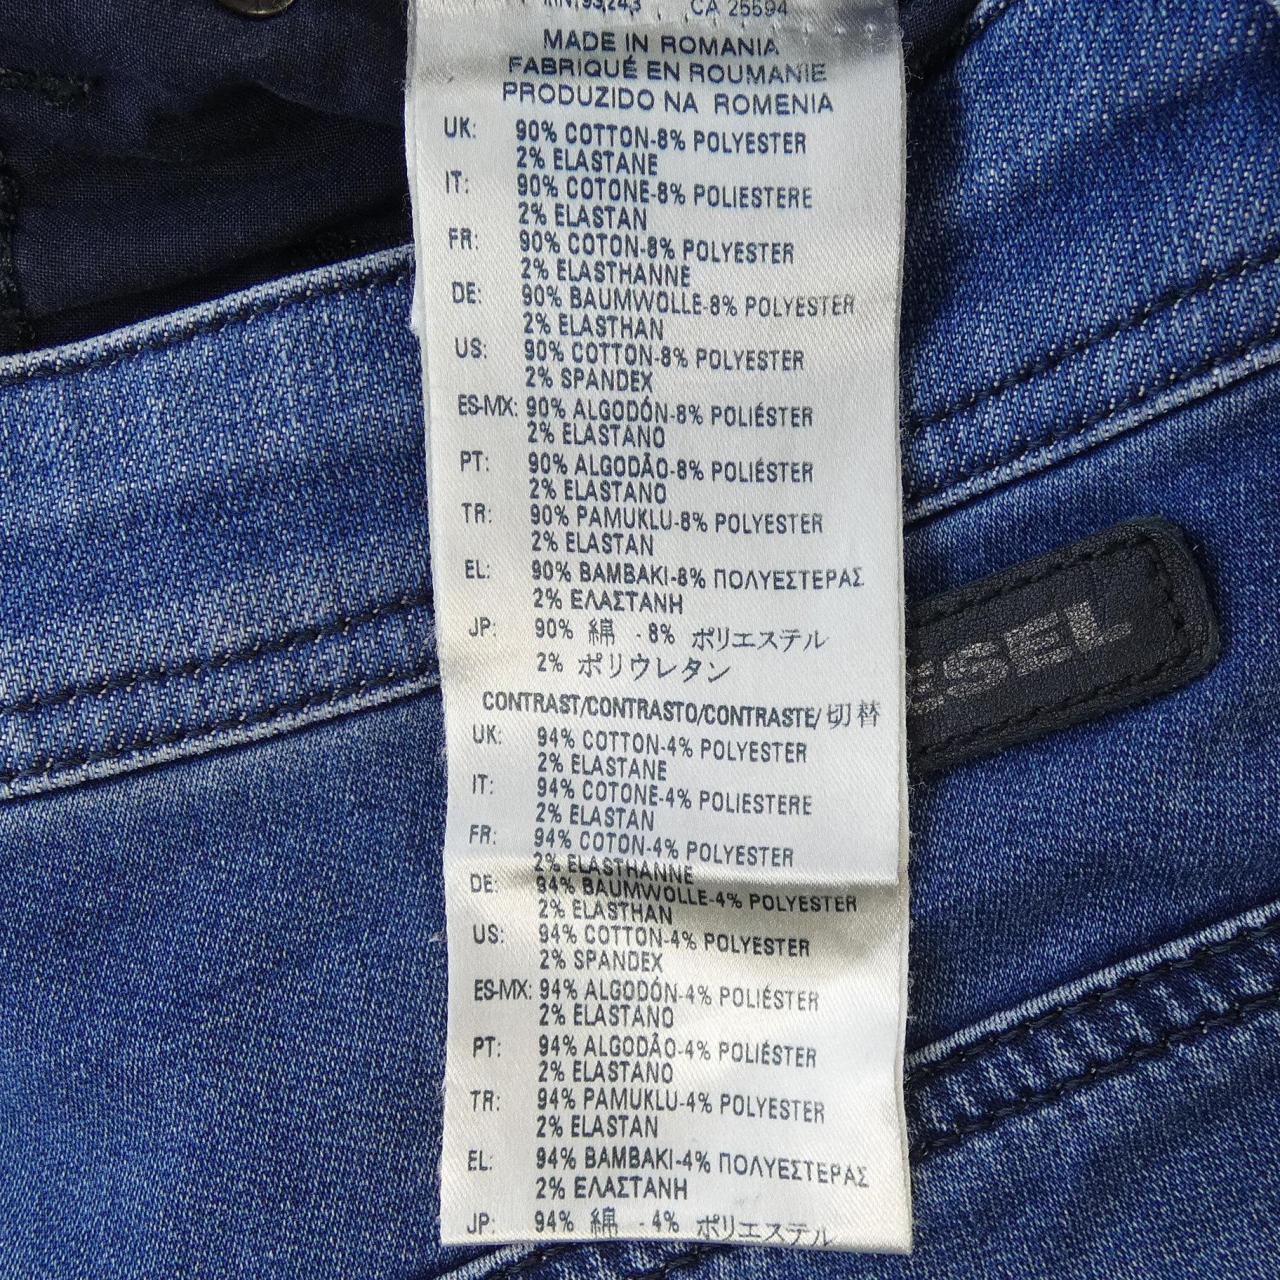 RN. 93243 CA 25594
MADE IN ROMANIA
FABRIQUÉ EN ROUMANIE
PRODUZIDO NA ROMENIA
UK: 90% COTTON-8% POLYESTER
2% ELASTANE
IT: 90% COTONE-8% POLIESTERE
2% ELASTAN
FR: 90% COTON-8% POLYESTER
2% ELASTHANNE
DE: 90% BAUMWOLLE-8% POLYESTER
2% ELASTHAN
US: 90% COTTON-8% POLYESTER
2% SPANDEX
ES-MX: 90% ALGODÓN-8% POLIÉSTER
2% ELASTANO
PT: 90% ALGODÃO-8% POLIÉSTER
2% ELASTANO
TR: 90% PAMUKLU-8% POLYESTER
2% ELASTAN
EL: 90% BAMBAKI-8% ΠΟΛΥΕΣΤΕΡΑΣ
2% ΕΛΑΣΤΑΝΗ
JP: 90% 綿 -8% ポリエステル
2% ポリウレタン
CONTRAST/CONTRASTO/CONTRASTE/切替
UK: 94% COTTON-4% POLYESTER
2% ELASTANE
IT: 94% COTONE-4% POLIESTERE
2% ELASTAN
FR: 94% COTON-4% POLYESTER
2% ELASTHANNE
DE: 94% BAUMWOLLE-4% POLYESTER
2% ELASTHAN
US: 94% COTTON-4% POLYESTER
2% SPANDEX
ES-MX: 94% ALGODÓN-4% POLIÉSTER
2% ELASTANO
PT: 94% ALGODÃO-4% POLIÉSTER
2% ELASTANO
TR: 94% PAMUKLU-4% POLYESTER
2% ELASTAN
EL: 94% BAMBAKI-4% ΠΟΛΥΕΣΤΕΡΑΣ
2% ΕΛΑΣΤΑΝΗ
JP: 94% 綿 -4% ポリエステル
ESEL